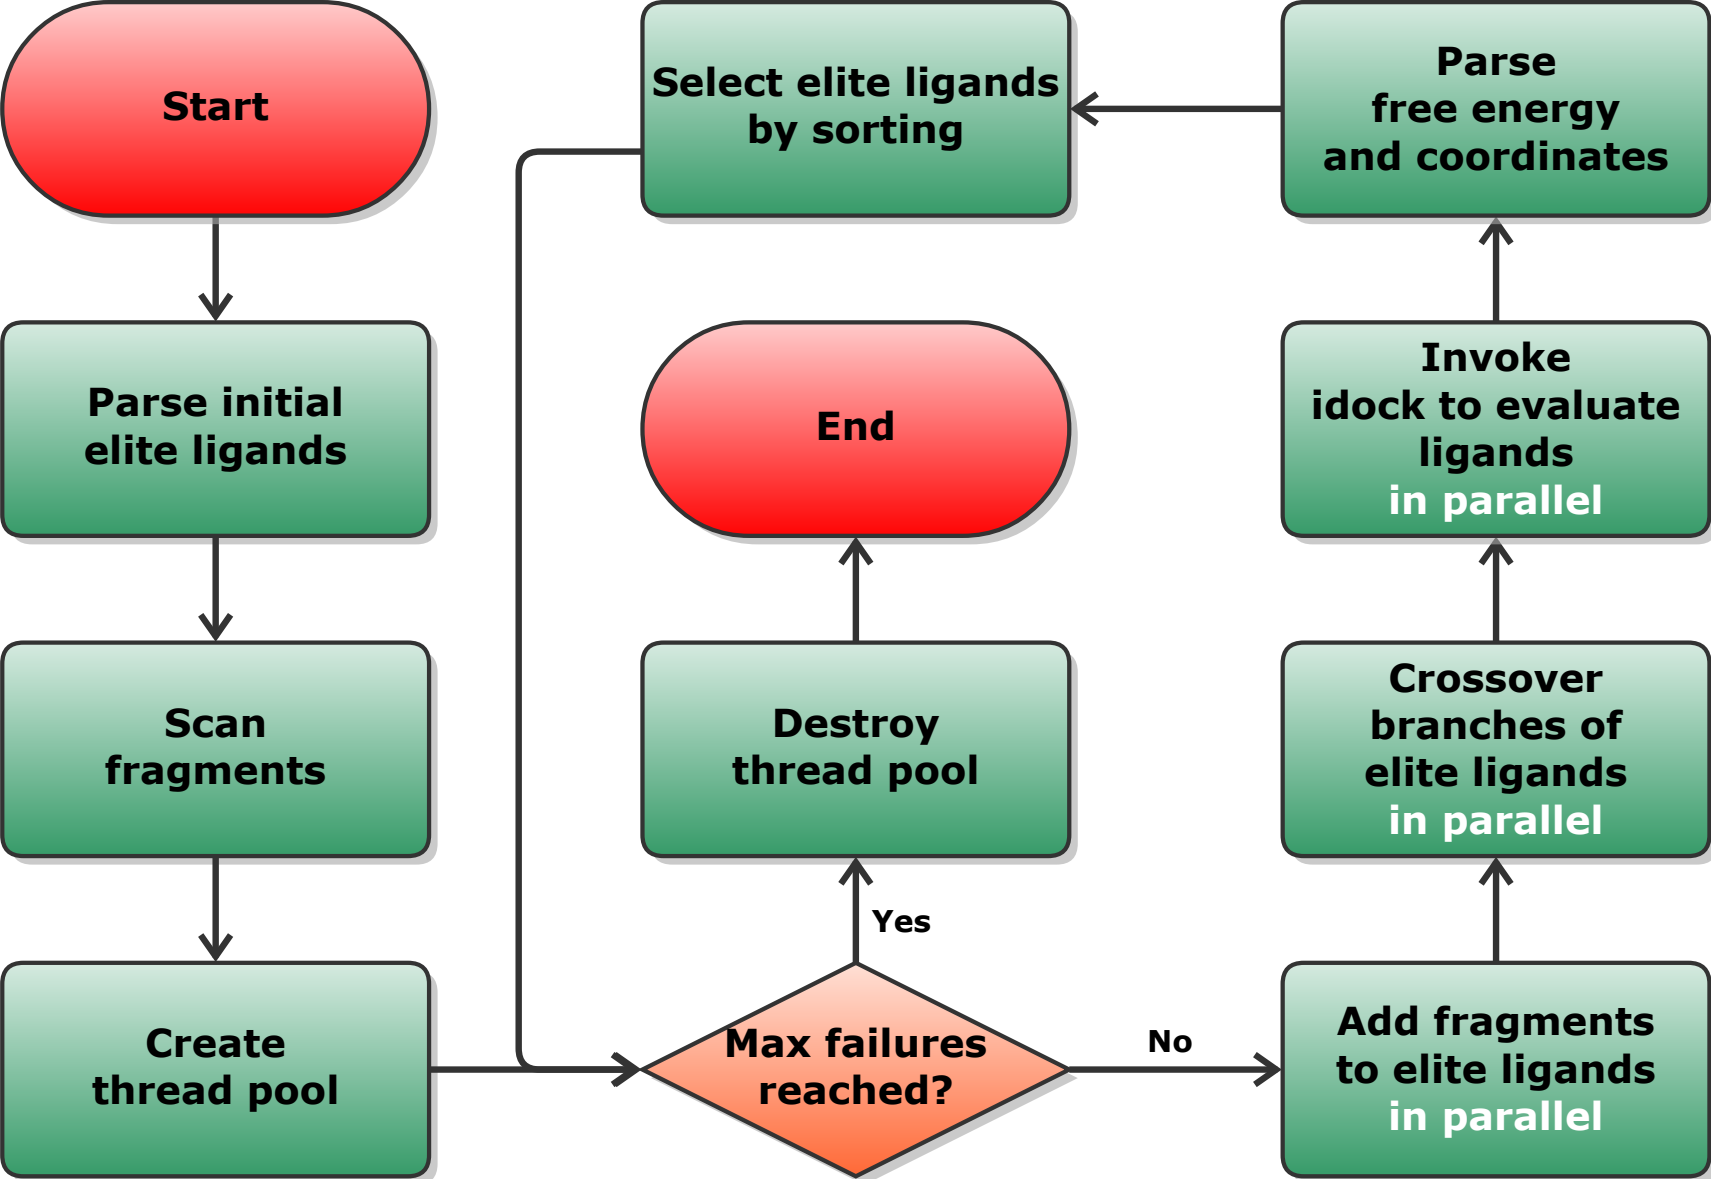 Start
Parse initial
elite ligands
Scan
fragments
Create
thread pool
Max failures
reached?
Yes
Destroy
thread pool
End
No
Add fragments
to elite ligands
in parallel
Crossover
branches of
elite ligands
in parallel
Invoke
idock to evaluate
ligands
in parallel
Parse
free energy
and coordinates
Select elite ligands
by sorting